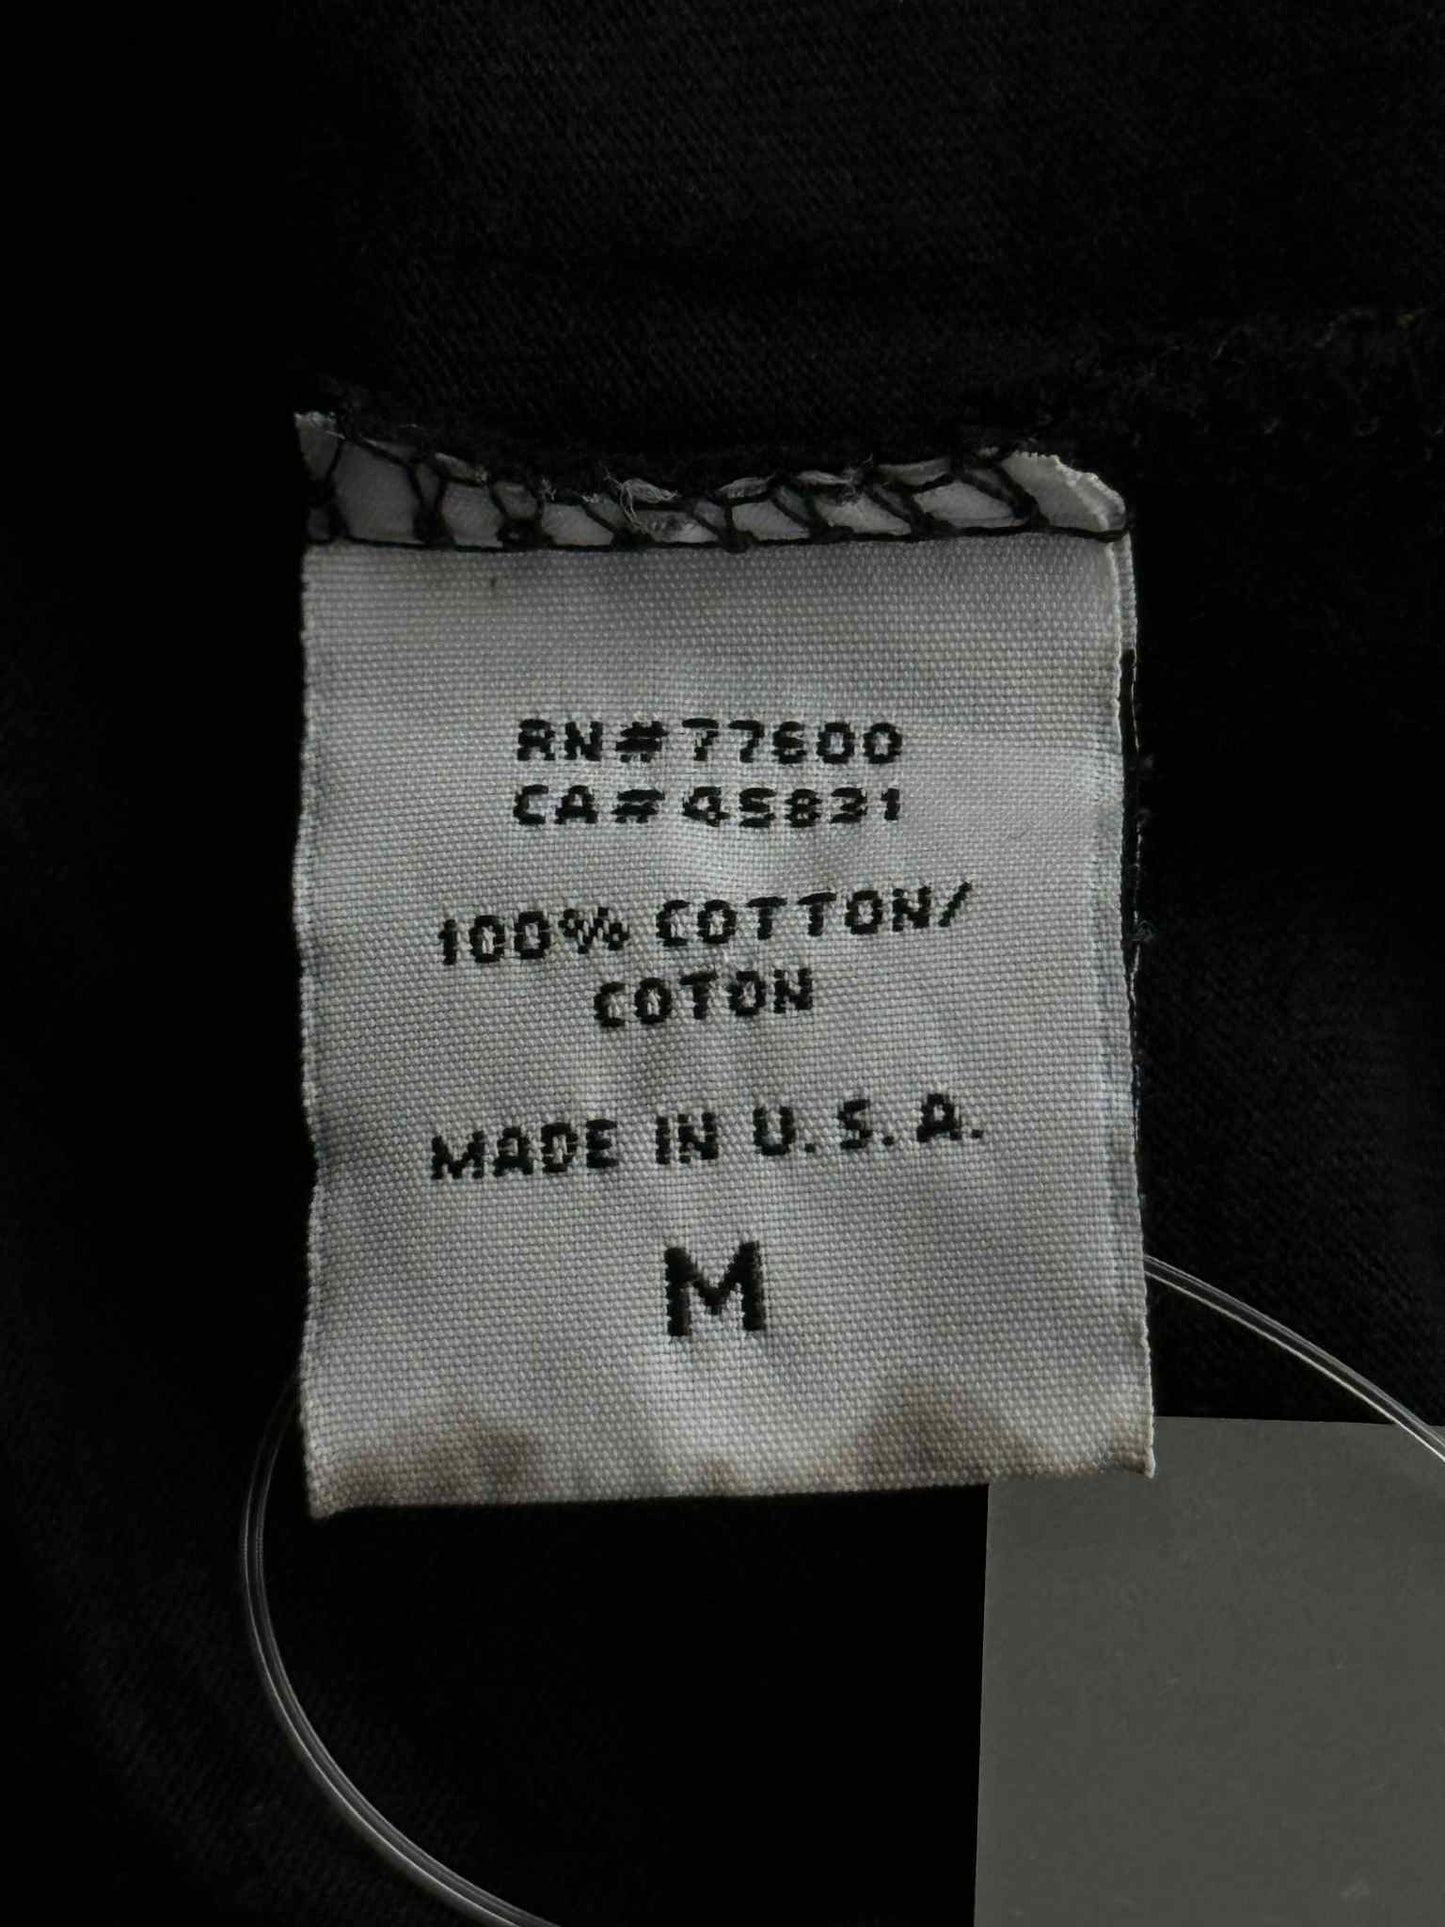 RN#77600
CA#45831
100% COTTON/
COTON
MADE IN U.S.A.
M